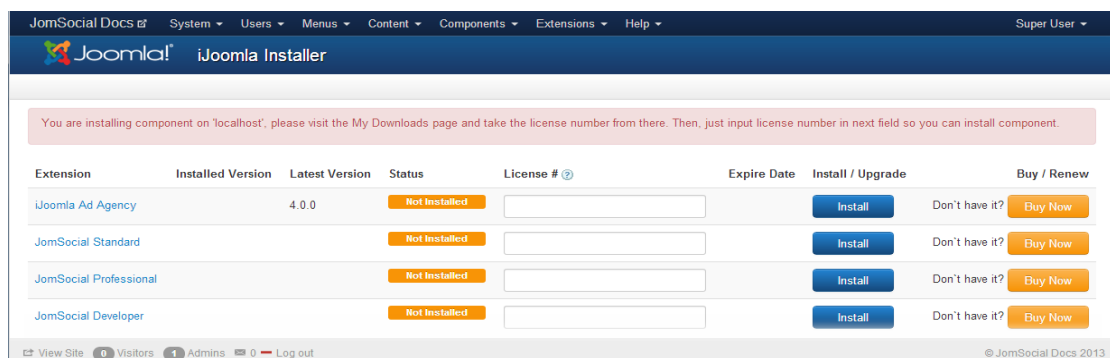 JomSocial Docs System Users Menus Content Components Extensions Help Super User
Joomla!® iJoomla Installer
You are installing component on 'localhost', please visit the My Downloads page and take the license number from there. Then, just input license number in next field so you can install component.
Extension Installed Version Latest Version Status License # ? Expire Date Install / Upgrade Buy / Renew
iJoomla Ad Agency 4.0.0 Not Installed Install Don`t have it? Buy Now
JomSocial Standard Not Installed Install Don`t have it? Buy Now
JomSocial Professional Not Installed Install Don`t have it? Buy Now
JomSocial Developer Not Installed Install Don`t have it? Buy Now
View Site 0 Visitors 1 Admins 0 Log out © JomSocial Docs 2013